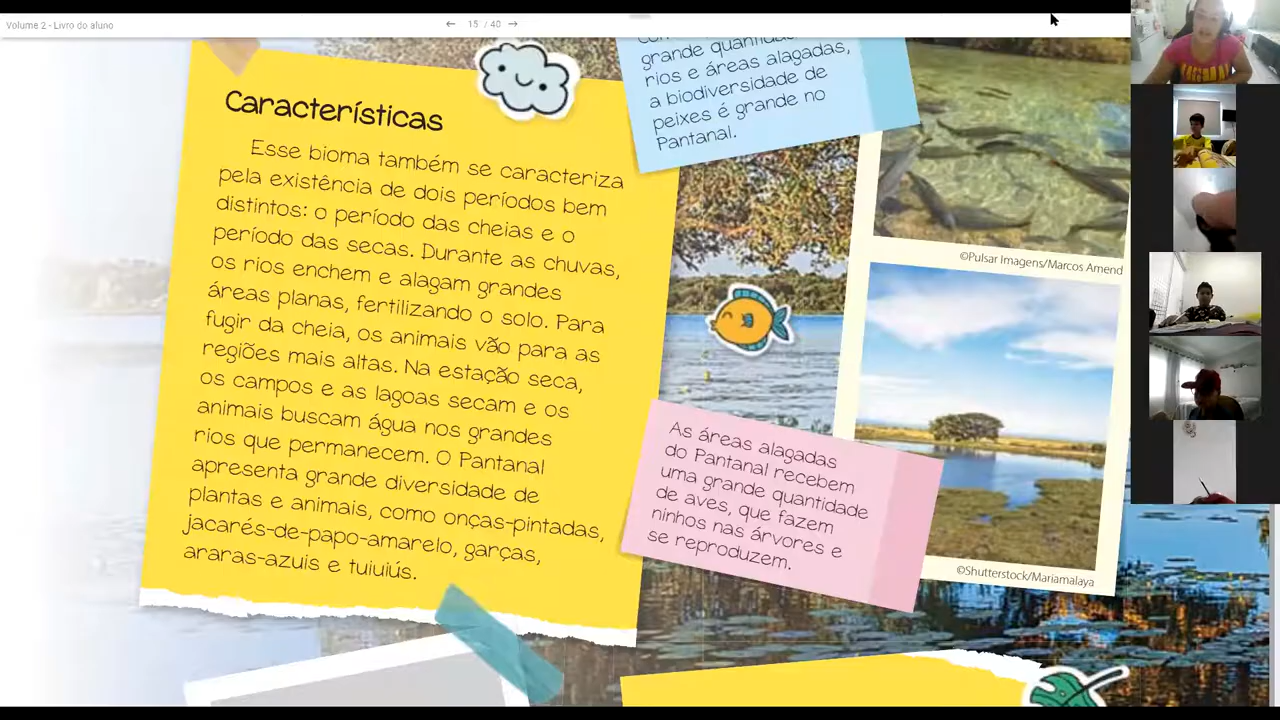 Volume 2 - Livro do aluno
15 / 40
Características
Esse bioma também se caracteriza
pela existência de dois períodos bem
distintos: o período das cheias e o
período das secas. Durante as chuvas,
os rios enchem e alagam grandes
áreas planas, fertilizando o solo. Para
fugir da cheia, os animais vão para as
regiões mais altas. Na estação seca,
os campos e as lagoas secam e os
animais buscam água nos grandes
rios que permanecem. O Pantanal
apresenta grande diversidade de
plantas e animais, como onças-pintadas,
jacarés-de-papo-amarelo, garças,
araras-azuis e tuiuiús.
grande
rios e áreas alagadas,
a biodiversidade de
peixes é grande no
Pantanal.
©Pulsar Imagens/Marcos Amend
As áreas alagadas
do Pantanal recebem
uma grande quantidade
de aves, que fazem
ninhos nas árvores e
se reproduzem.
©Shutterstock/Mariamalaya